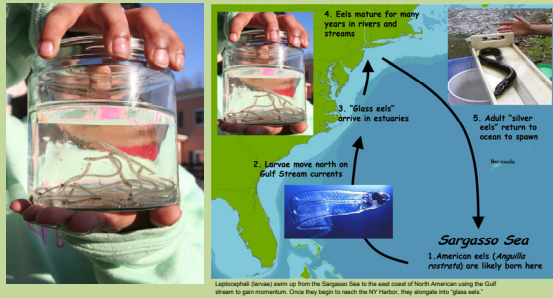 4. Eels mature for many
years in rivers and
streams
3. "Glass eels"
arrive in estuaries
5. Adult "silver
eels" return to
ocean to spawn
Bermuda
2. Larvae move north on
Gulf Stream currents
Sargasso Sea
1.American eels (Anguilla
rostrata) are likely born here
Leptocephali (larvae) swim up from the Sargasso Sea to the east coast of North American using the Gulf
stream to gain momentum. Once they begin to reach the NY Harbor, they elongate into "glass eels."